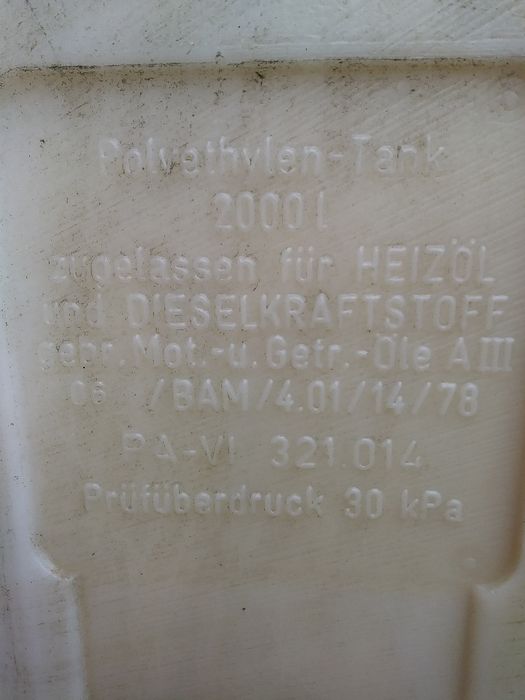 Polyethylen-Tank
2000 l
zugelassen für HEIZÖL
und DIESELKRAFTSTOFF
gebr. Mot.-u. Getr.-Öle A III
06 /BAM/4.01/14/78
PA-VI 321.014
Prüfüberdruck 30 kPa